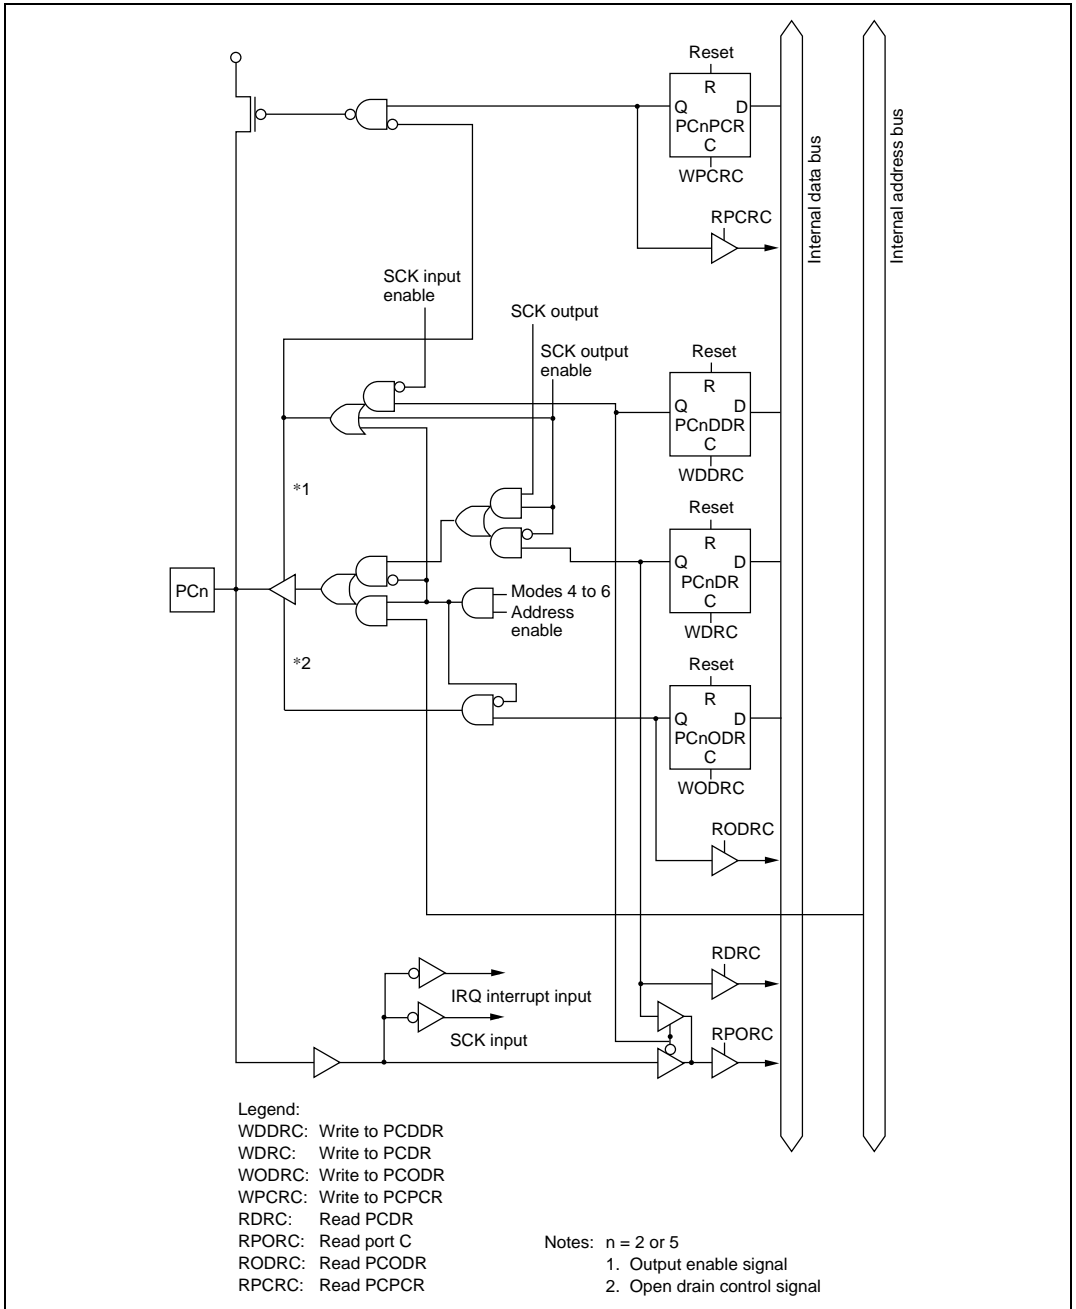 Reset
R
Q D
PCnPCR
C
WPCRC
RPCRC
Internal data bus
Internal address bus
SCK input
enable
SCK output
SCK output
enable
Reset
R
Q D
PCnDDR
C
WDDRC
*1
Reset
R
Q D
PCnDR
C
WDRC
PCn
Modes 4 to 6
Address
enable
*2
Reset
R
Q D
PCnODR
C
WODRC
RODRC
RDRC
IRQ interrupt input
SCK input
RPORC
Legend:
WDDRC: Write to PCDDR
WDRC: Write to PCDR
WODRC: Write to PCODR
WPCRC: Write to PCPCR
RDRC: Read PCDR
RPORC: Read port C
RODRC: Read PCODR
RPCRC: Read PCPCR
Notes: n = 2 or 5
1. Output enable signal
2. Open drain control signal